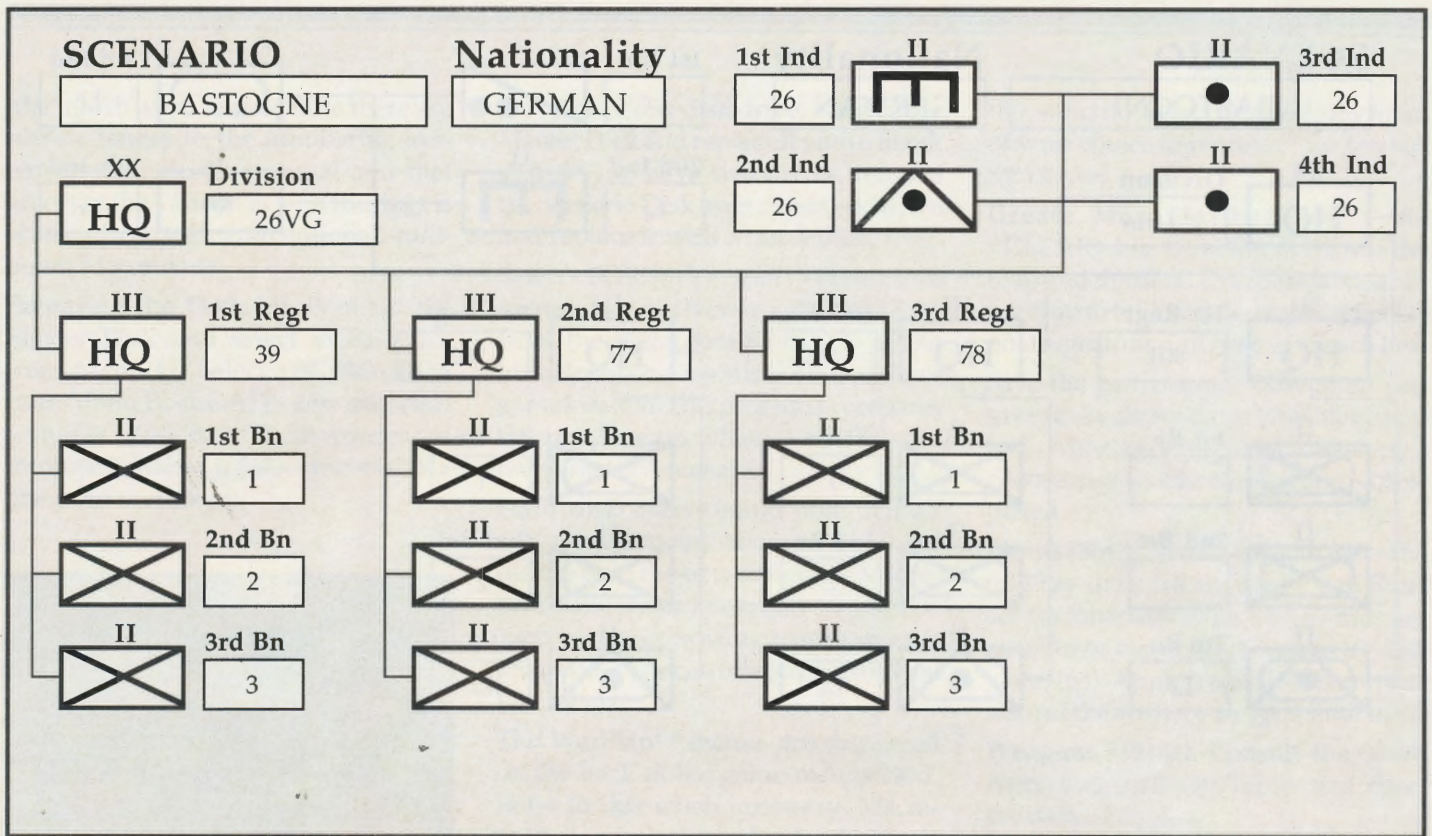 SCENARIO Nationality 1st Ind II II 3rd Ind
BASTOGNE GERMAN 26 26
XX Division 2nd Ind II II 4th Ind
HQ 26VG 26 26
III 1st Regt III 2nd Regt III 3rd Regt
HQ 39 HQ 77 HQ 78
II 1st Bn II 1st Bn II 1st Bn
1 1 1
II 2nd Bn II 2nd Bn II 2nd Bn
2 2 2
II 3rd Bn II 3rd Bn II 3rd Bn
3 3 3